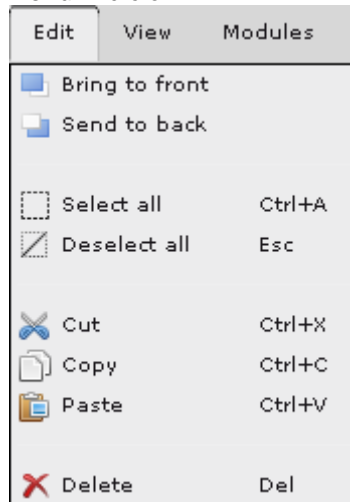 Edit View Modules
Bring to front
Send to back
Select all Ctrl+A
Deselect all Esc
Cut Ctrl+X
Copy Ctrl+C
Paste Ctrl+V
Delete Del